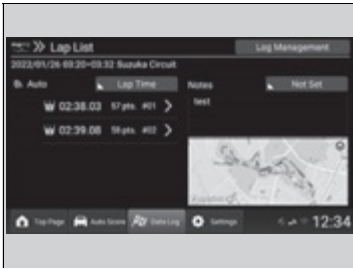 Lap List
Log Management
2022/01/26 03:20-03:32 Suzuka Circuit
Auto
Lap Time
Notes
Not Set
02:38.03 57pts. #01
test
02:39.08 58pts. #02
Top Page
Auto Score
Data Log
Settings
12:34